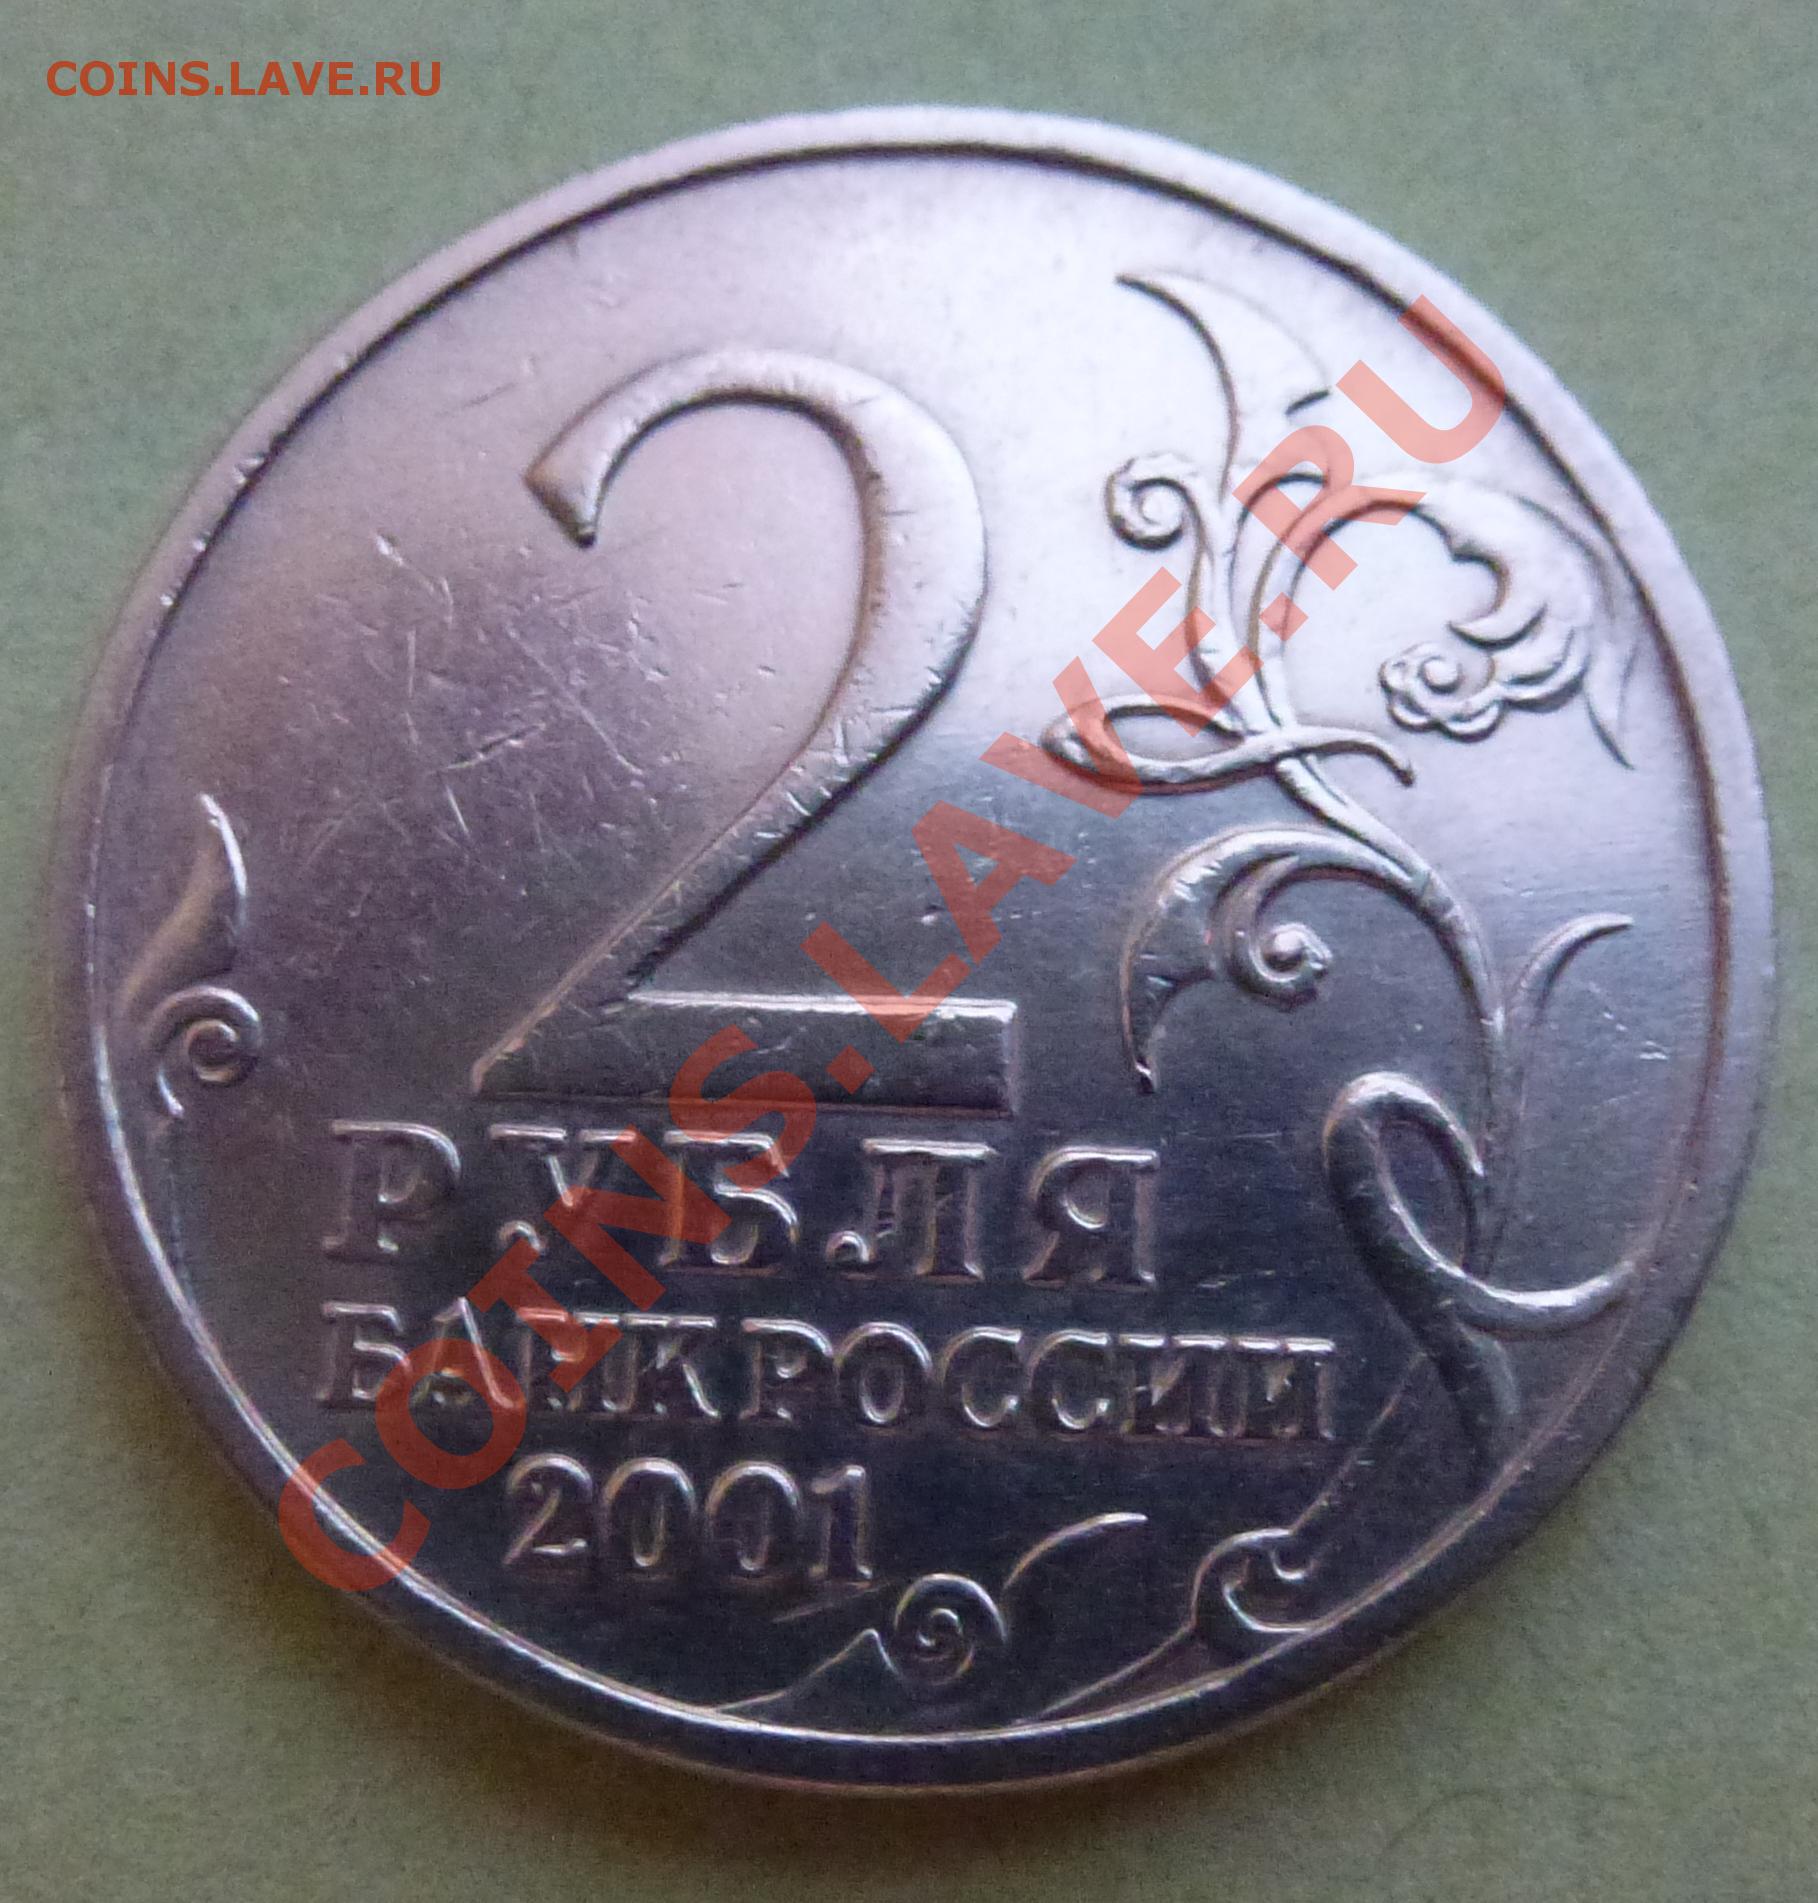 COINS.LAVE.RU
2
РУБЛЯ
БАНК РОССИИ
2001
COINS.LAVE.RU